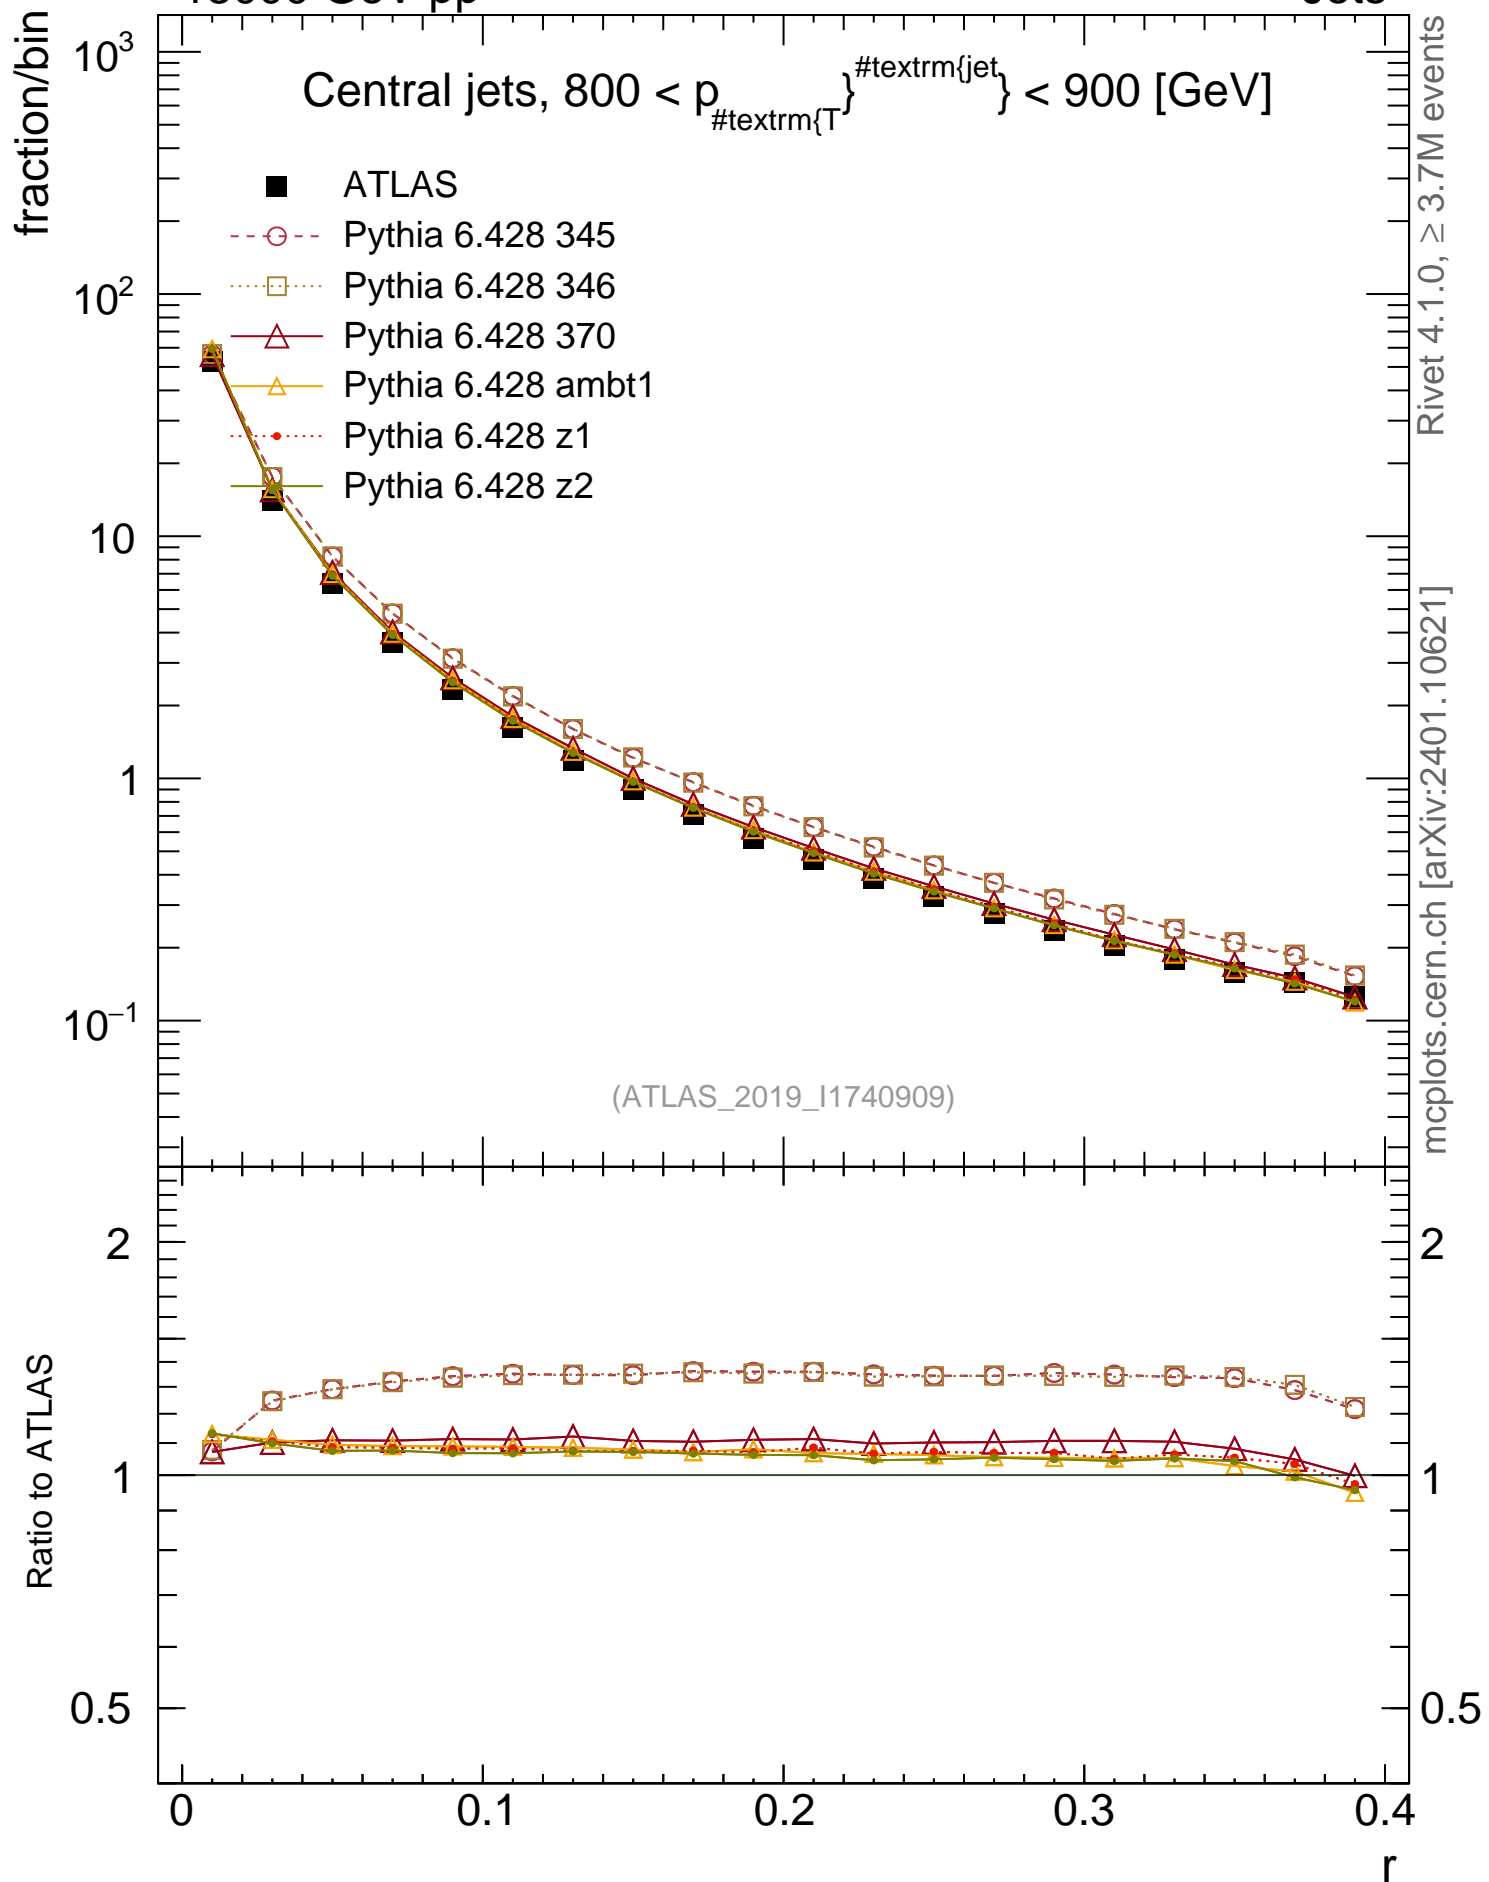 fraction/bin
10³
10²
10
1
10⁻¹
Central jets, 800 < p_#textrm{T}}^#textrm{jet}} < 900 [GeV]
ATLAS
Pythia 6.428 345
Pythia 6.428 346
Pythia 6.428 370
Pythia 6.428 ambt1
Pythia 6.428 z1
Pythia 6.428 z2
(ATLAS_2019_I1740909)
Rivet 4.1.0, ≥ 3.7M events
mcplots.cern.ch [arXiv:2401.10621]
Ratio to ATLAS
2
1
0.5
2
1
0.5
0
0.1
0.2
0.3
0.4
r